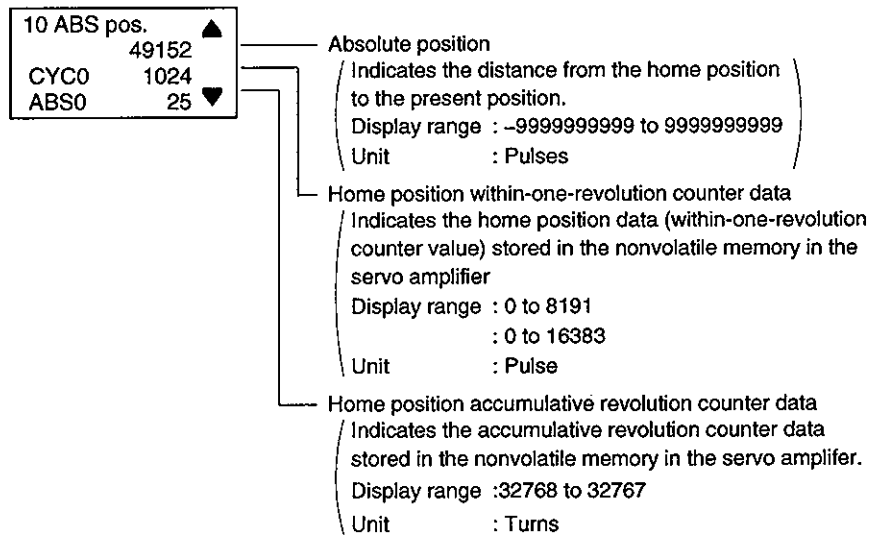 10 ABS pos. ▲
49152
CYC0 1024
ABS0 25 ▼
Absolute position
Indicates the distance from the home position
to the present position.
Display range : –9999999999 to 9999999999
Unit : Pulses
Home position within-one-revolution counter data
Indicates the home position data (within-one-revolution
counter value) stored in the nonvolatile memory in the
servo amplifier
Display range : 0 to 8191
: 0 to 16383
Unit : Pulse
Home position accumulative revolution counter data
Indicates the accumulative revolution counter data
stored in the nonvolatile memory in the servo amplifer.
Display range :32768 to 32767
Unit : Turns